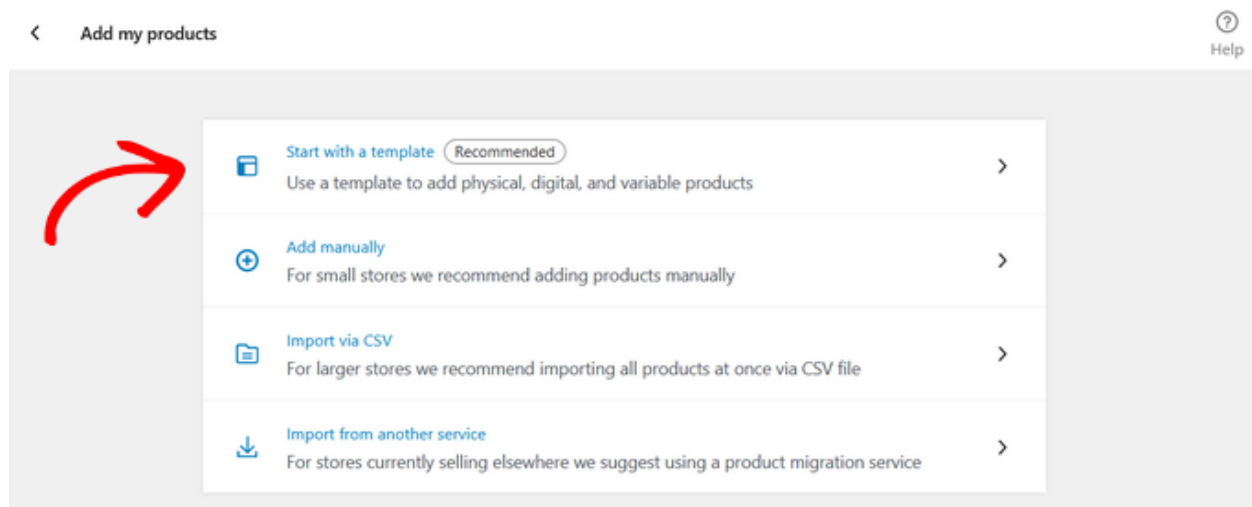 Add my products
Help
Start with a template Recommended
Use a template to add physical, digital, and variable products
Add manually
For small stores we recommend adding products manually
Import via CSV
For larger stores we recommend importing all products at once via CSV file
Import from another service
For stores currently selling elsewhere we suggest using a product migration service